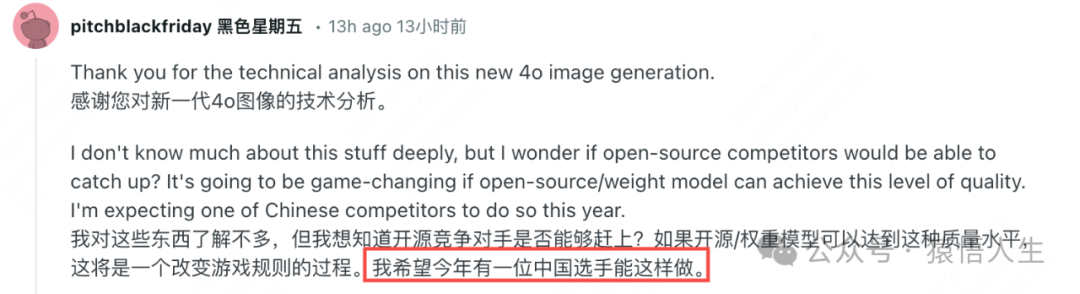 pitchblackfriday 黑色星期五 · 13h ago 13小时前
Thank you for the technical analysis on this new 4o image generation.
感谢您对新一代4o图像的技术分析。
I don't know much about this stuff deeply, but I wonder if open-source competitors would be able to
catch up? It's going to be game-changing if open-source/weight model can achieve this level of quality.
I'm expecting one of Chinese competitors to do so this year.
我对这些东西了解不多，但我想知道开源竞争对手是否能够赶上？如果开源/权重模型可以达到这种质量水平，
这将是一个改变游戏规则的过程。我希望今年有一位中国选手能这样做。
公众号 · 猿悟人生